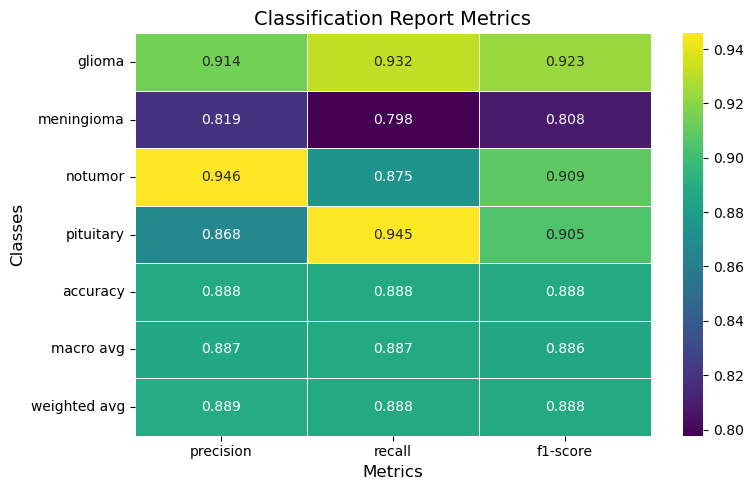 Classification Report Metrics
Classes
glioma 0.914 0.932 0.923
meningioma 0.819 0.798 0.808
notumor 0.946 0.875 0.909
pituitary 0.868 0.945 0.905
accuracy 0.888 0.888 0.888
macro avg 0.887 0.887 0.886
weighted avg 0.889 0.888 0.888
precision recall f1-score
Metrics
0.94
0.92
0.90
0.88
0.86
0.84
0.82
0.80